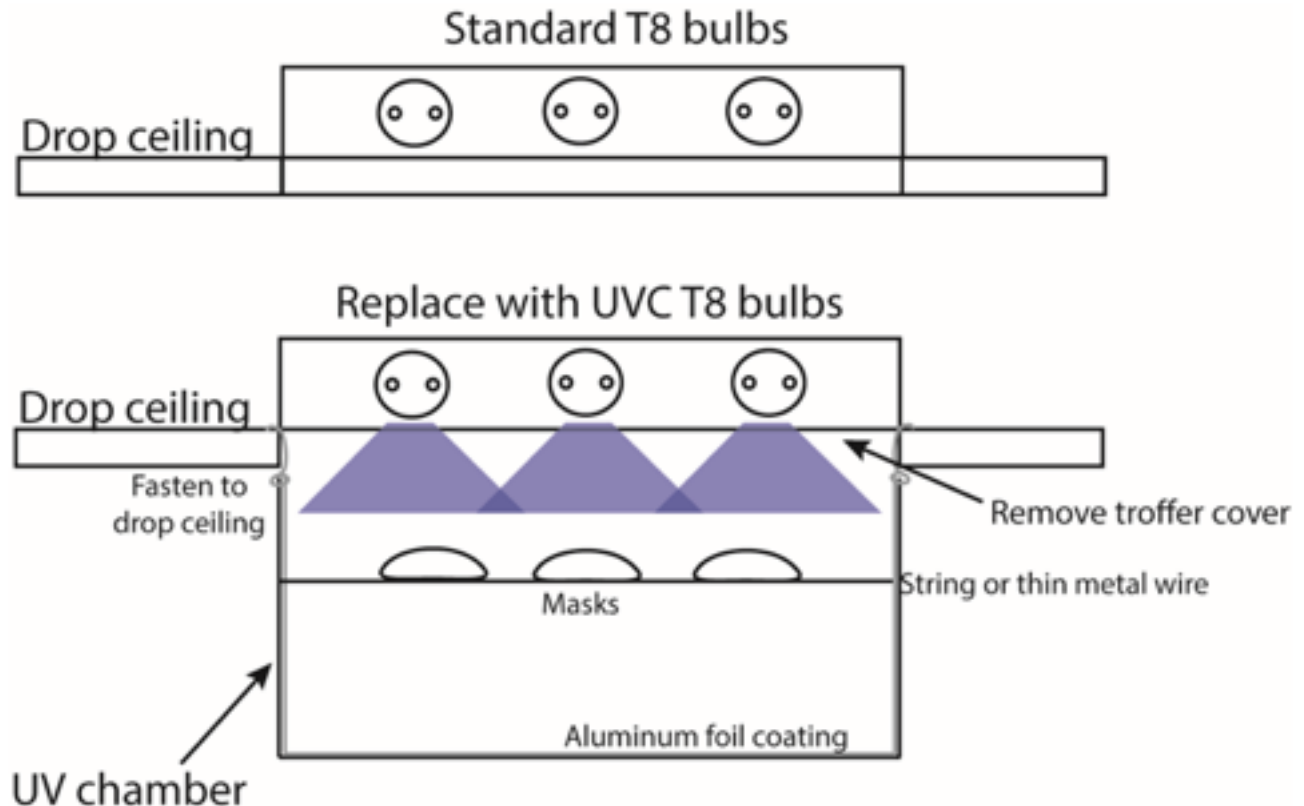 Standard T8 bulbs
Drop ceiling
Replace with UVC T8 bulbs
Drop ceiling
Fasten to
drop ceiling
Remove troffer cover
String or thin metal wire
Masks
Aluminum foil coating
UV chamber